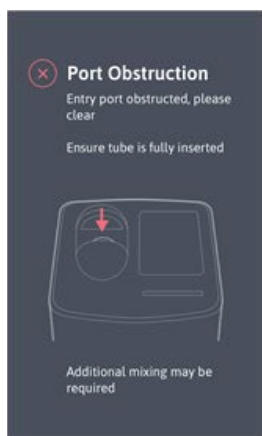 Port Obstruction
Entry port obstructed, please
clear
Ensure tube is fully inserted
Additional mixing may be
required